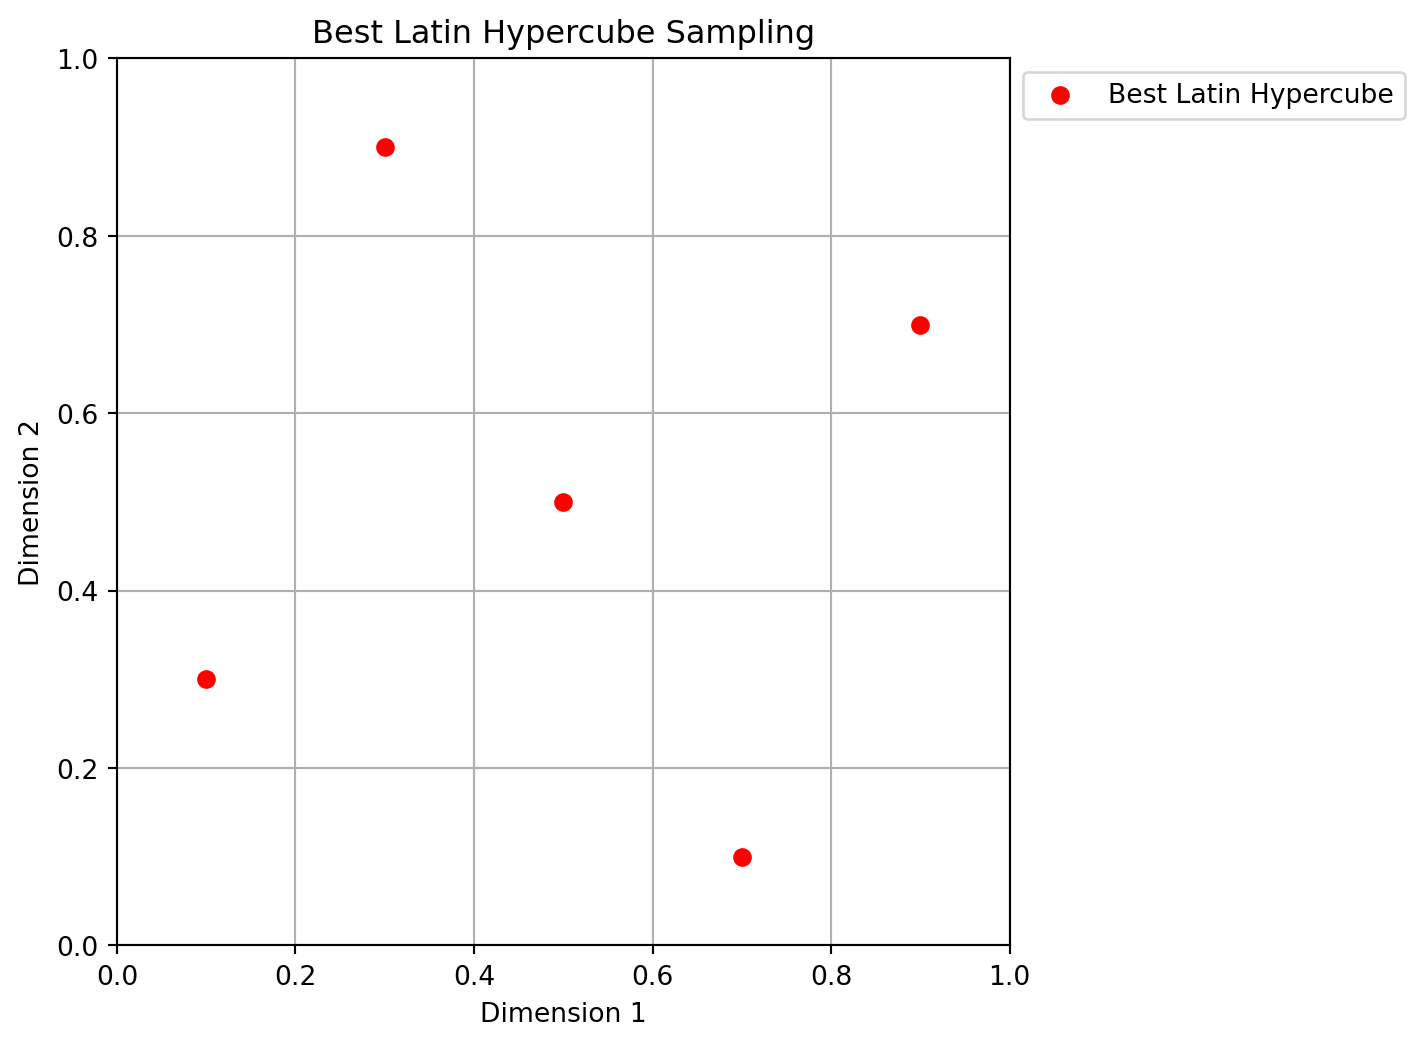 Best Latin Hypercube Sampling
Best Latin Hypercube
1.0
0.8
0.6
0.4
0.2
0.0
Dimension 2
0.0 0.2 0.4 0.6 0.8 1.0
Dimension 1